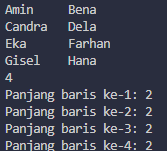 Amin Bena
Candra Dela
Eka Farhan
Gisel Hana
4
Panjang baris ke-1: 2
Panjang baris ke-2: 2
Panjang baris ke-3: 2
Panjang baris ke-4: 2